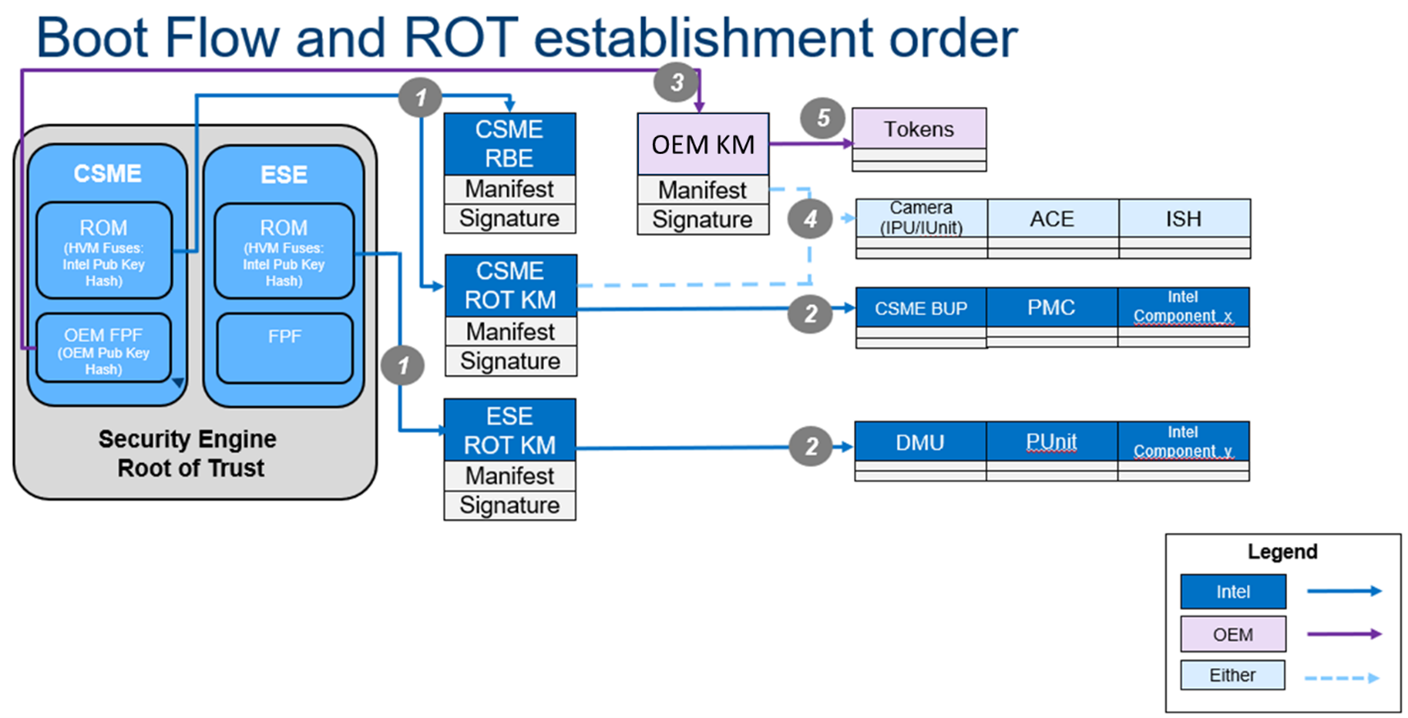 Boot Flow and ROT establishment order
1
3
5
CSME
RBE
Manifest
Signature
OEM KM
Manifest
Signature
Tokens
CSME
ROM
(HVM Fuses:
Intel Pub Key
Hash)
OEM FPF
(OEM Pub Key
Hash)
ESE
ROM
(HVM Fuses:
Intel Pub Key
Hash)
FPF
Security Engine
Root of Trust
4
Camera
(IPU/IUnit)
ACE
ISH
CSME
ROT KM
Manifest
Signature
2
CSME BUP
PMC
Intel
Component_x
1
ESE
ROT KM
Manifest
Signature
2
DMU
PUnit
Intel
Component_y
Legend
Intel
OEM
Either